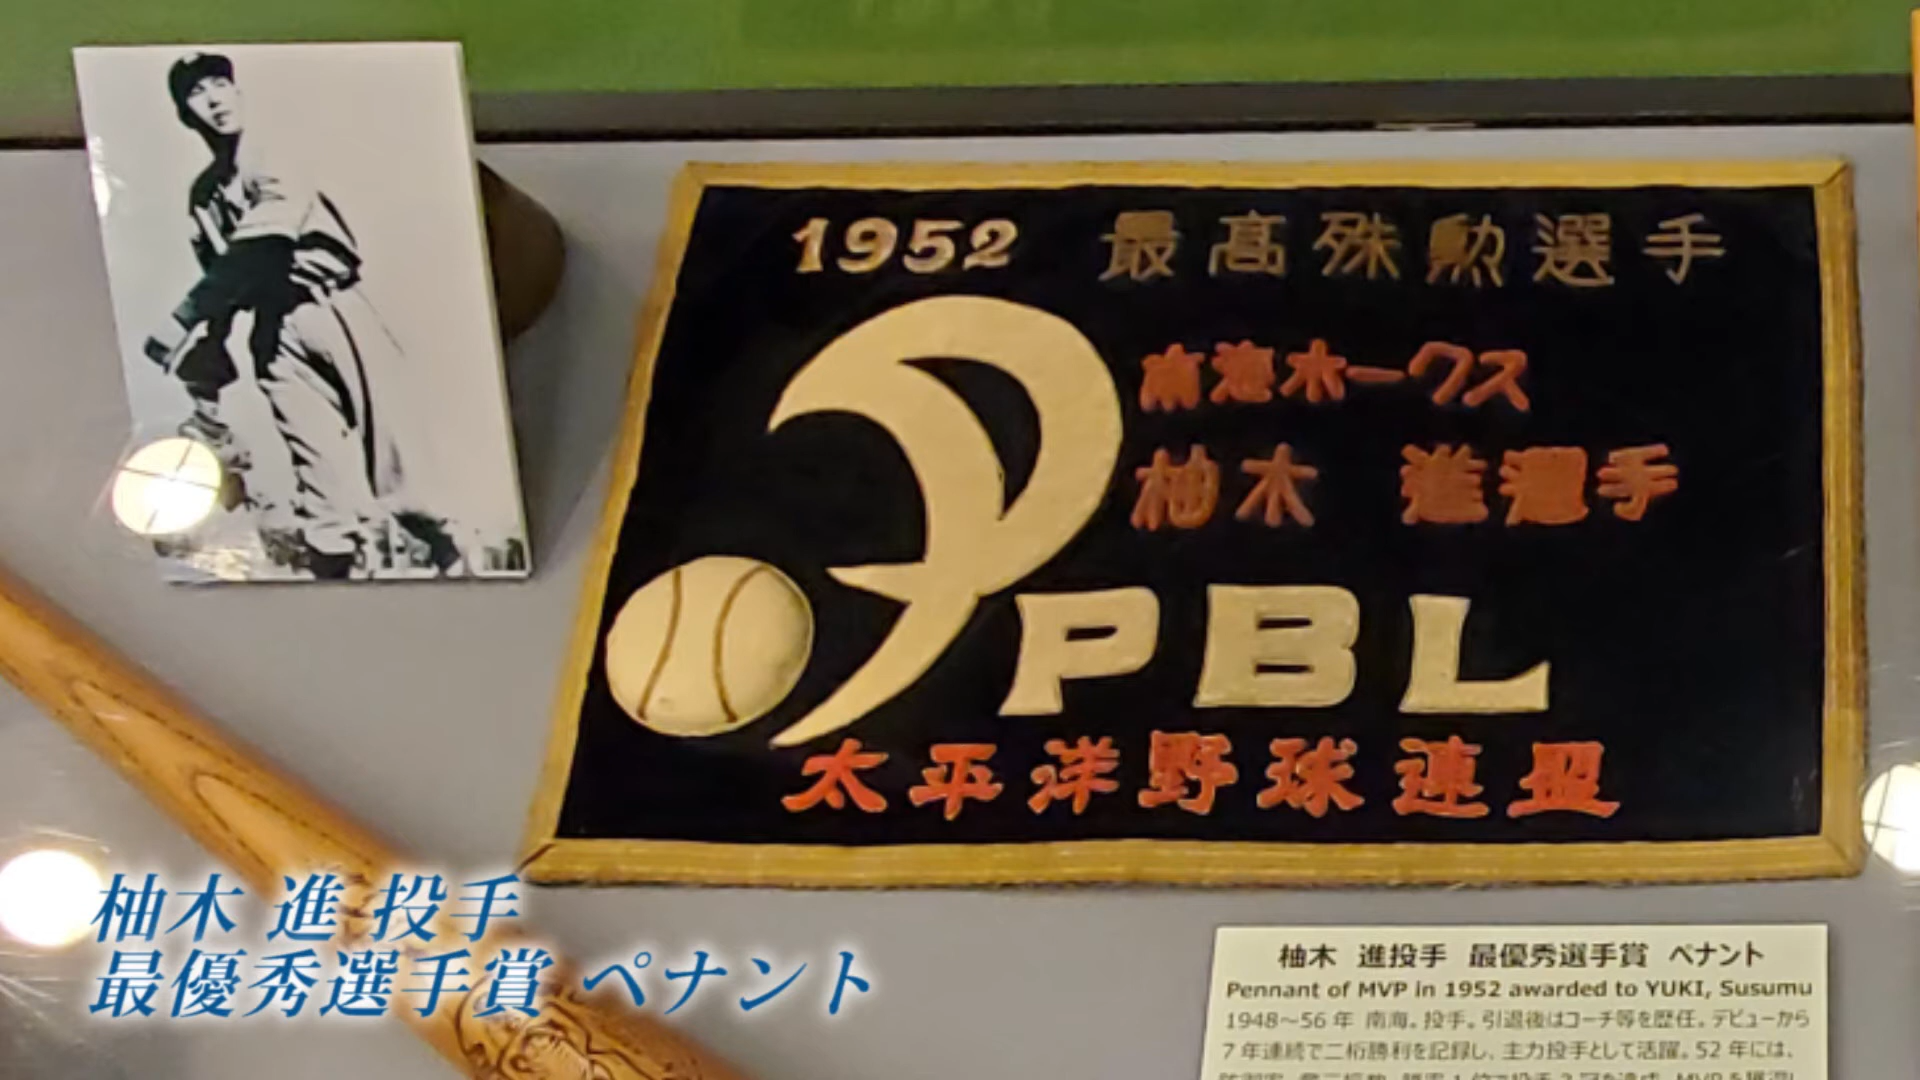 1952 最高殊勲選手
南海ホークス
柚木 進選手
PBL
太平洋野球連盟
柚木 進 投手
最優秀選手賞 ペナント
柚木 進投手 最優秀選手賞 ペナント
Pennant of MVP in 1952 awarded to YUKI, Susumu
1948～56年 南海。投手。引退後はコーチ等を歴任。デビューから
7年連続で二桁勝利を記録し、主力投手として活躍。52年には、